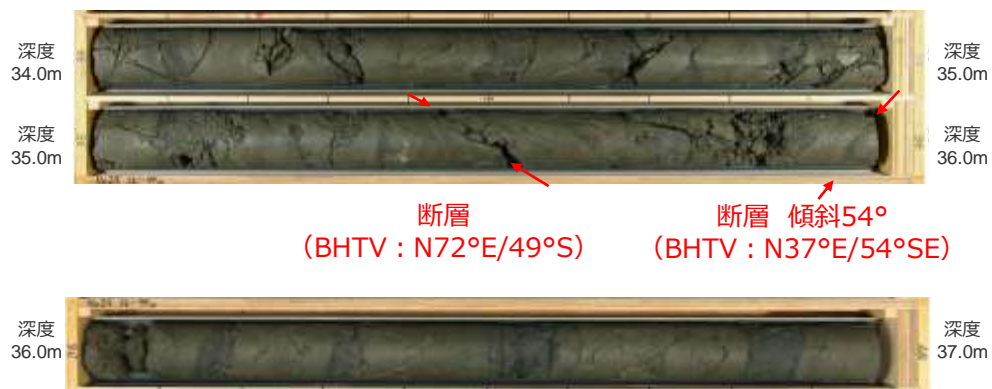 深度
34.0m
深度
35.0m
深度
35.0m
深度
36.0m
断層
（BHTV：N72°E/49°S）
断層 傾斜54°
（BHTV：N37°E/54°SE）
深度
36.0m
深度
37.0m